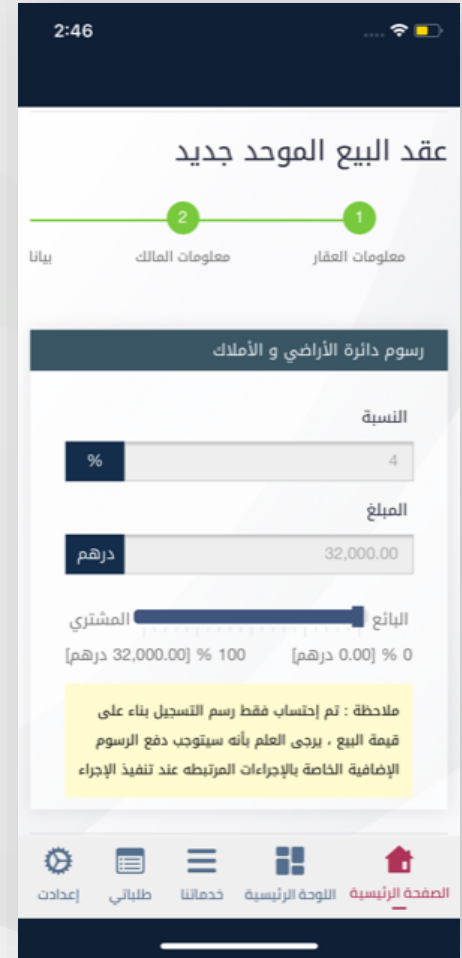 2:46
عقد البيع الموحد جديد
1
2
معلومات العقار
معلومات المالك
بيانا
رسوم دائرة الأراضي و الأملاك
النسبة
4
%
المبلغ
32,000.00
درهم
البائع
المشتري
0 % [0.00 درهم]
100 % [32,000.00 درهم]
ملاحظة : تم إحتساب فقط رسم التسجيل بناء على
قيمة البيع ، يرجى العلم بأنه سيتوجب دفع الرسوم
الإضافية الخاصة بالإجراءات المرتبطه عند تنفيذ الإجراء
الصفحة الرئيسية
اللوحة الرئيسية
خدماتنا
طلباتي
إعدادت